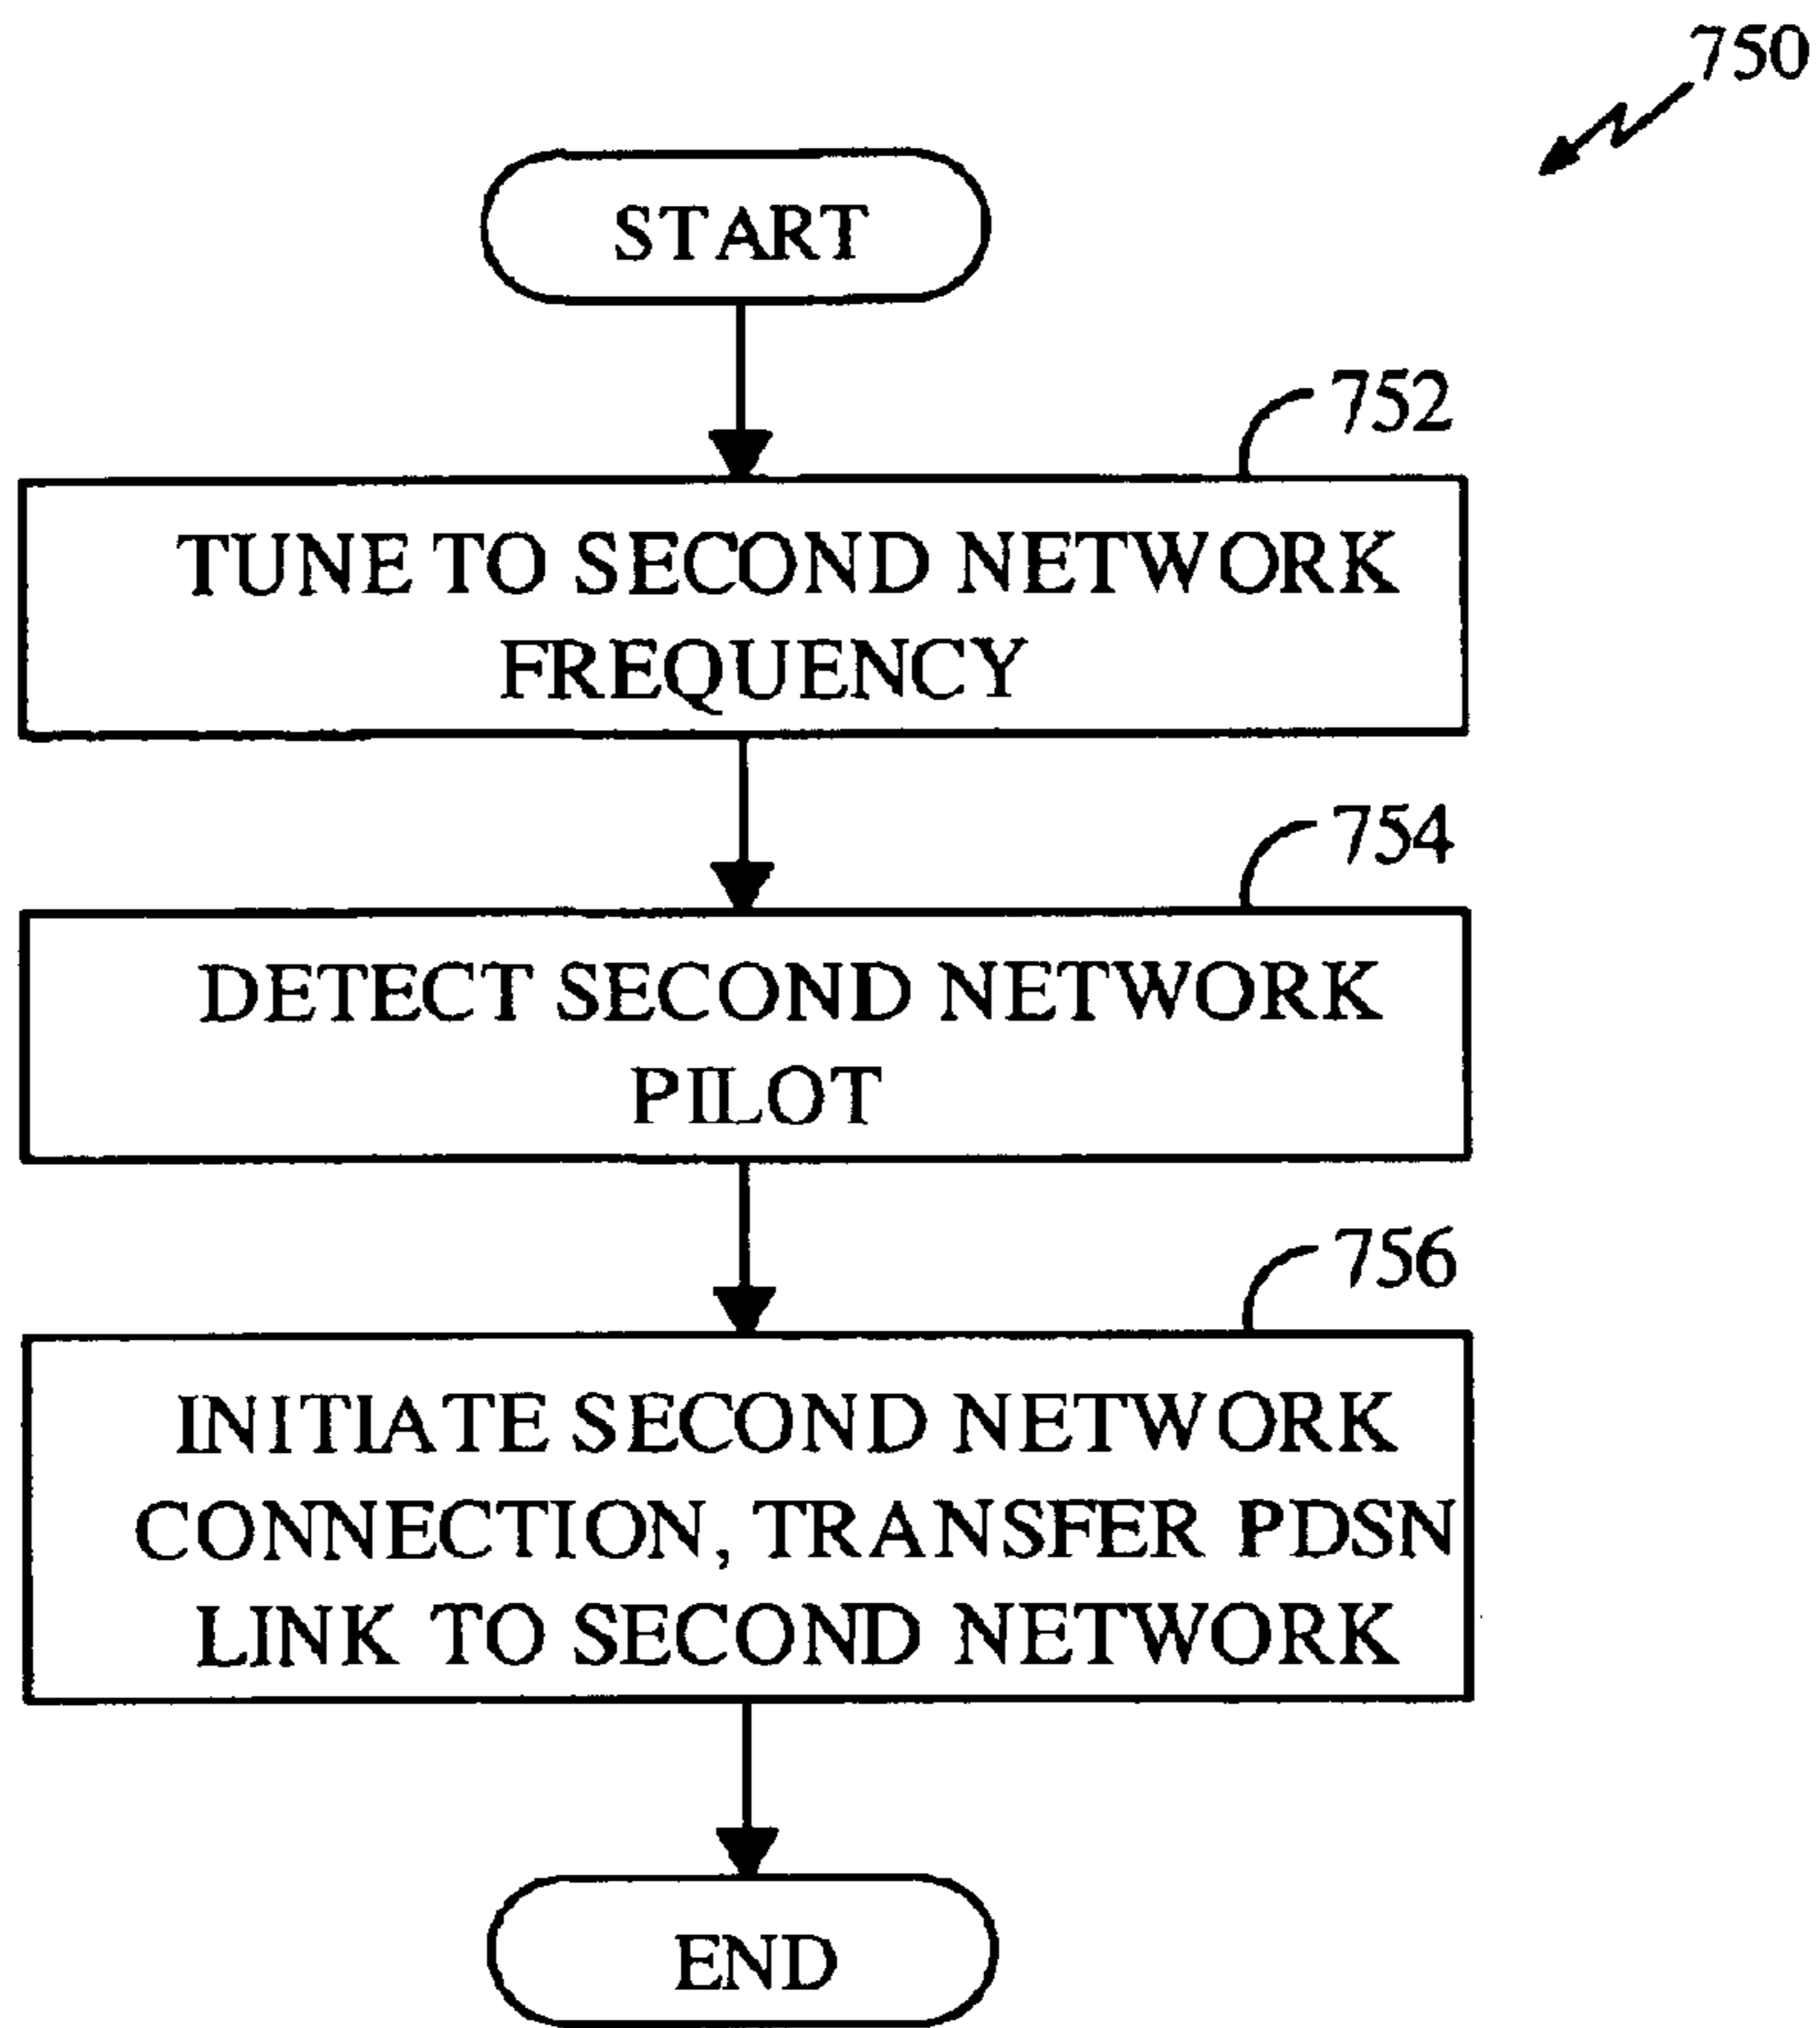 750
START
752
TUNE TO SECOND NETWORK
FREQUENCY
754
DETECT SECOND NETWORK
PILOT
756
INITIATE SECOND NETWORK
CONNECTION, TRANSFER PDSN
LINK TO SECOND NETWORK
END